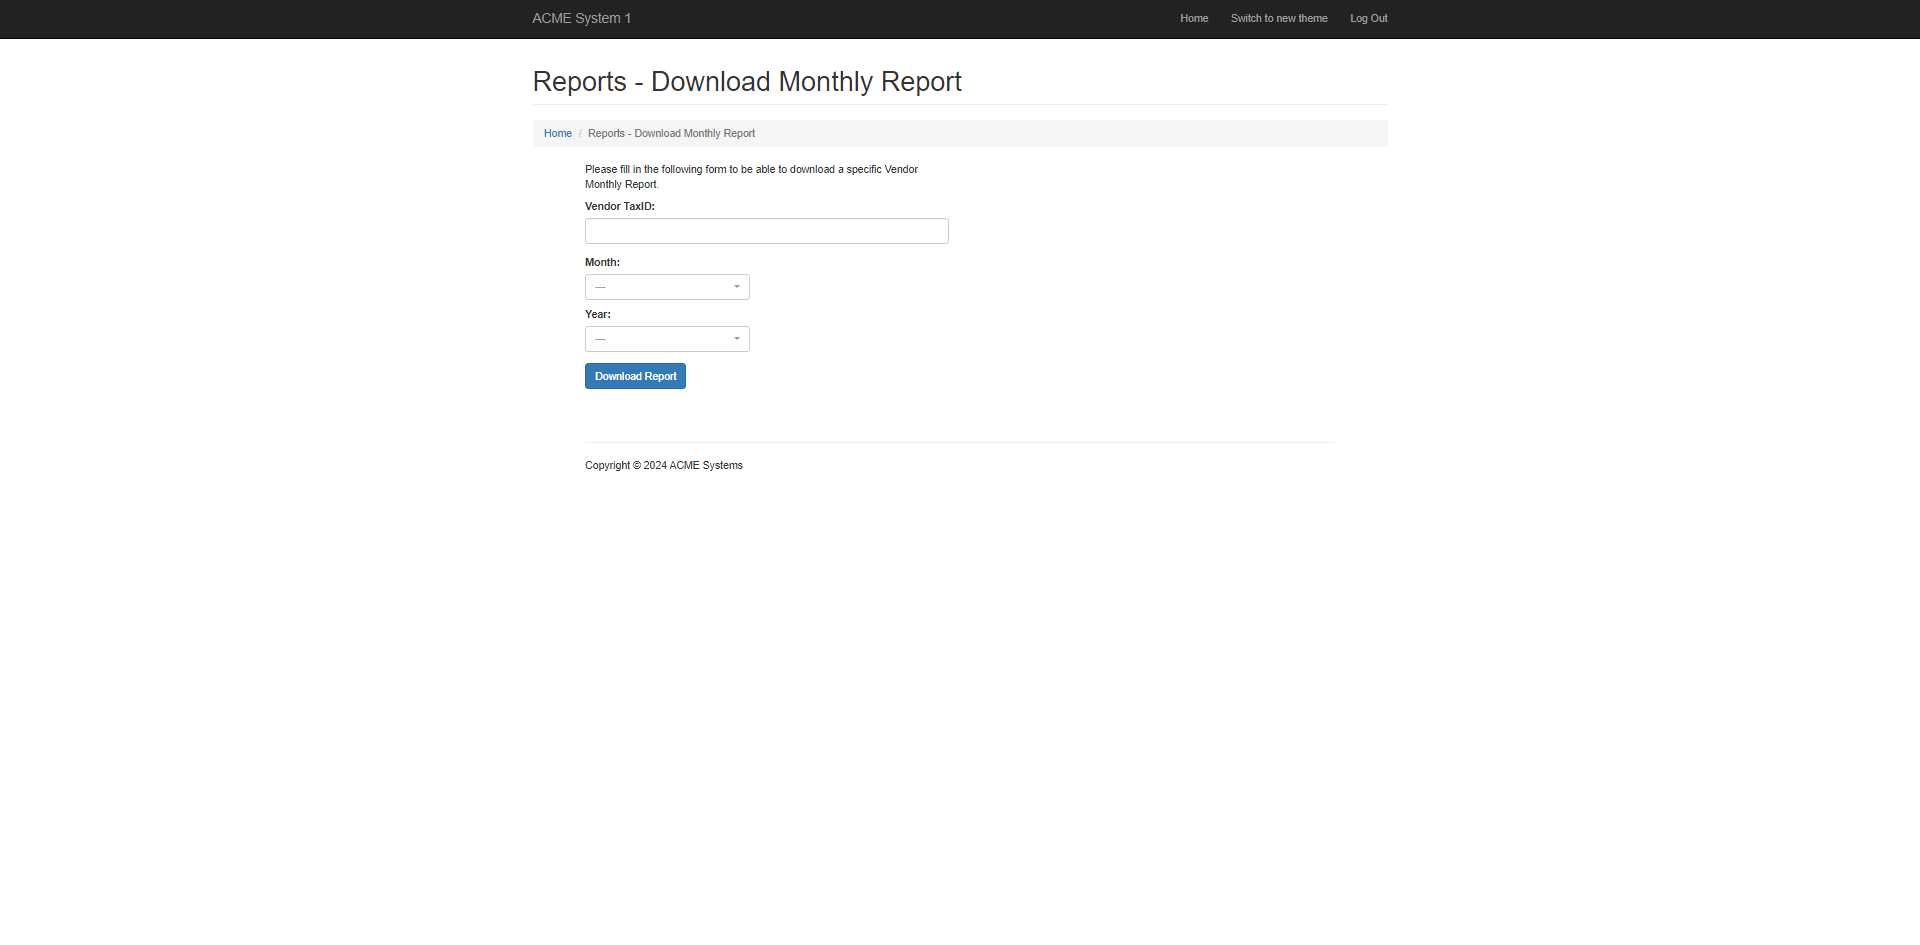 ACME System 1
Home
Switch to new theme
Log Out
Reports - Download Monthly Report
Home / Reports - Download Monthly Report
Please fill in the following form to be able to download a specific Vendor
Monthly Report.
Vendor TaxID:
Month:
---
Year:
---
Download Report
Copyright © 2024 ACME Systems